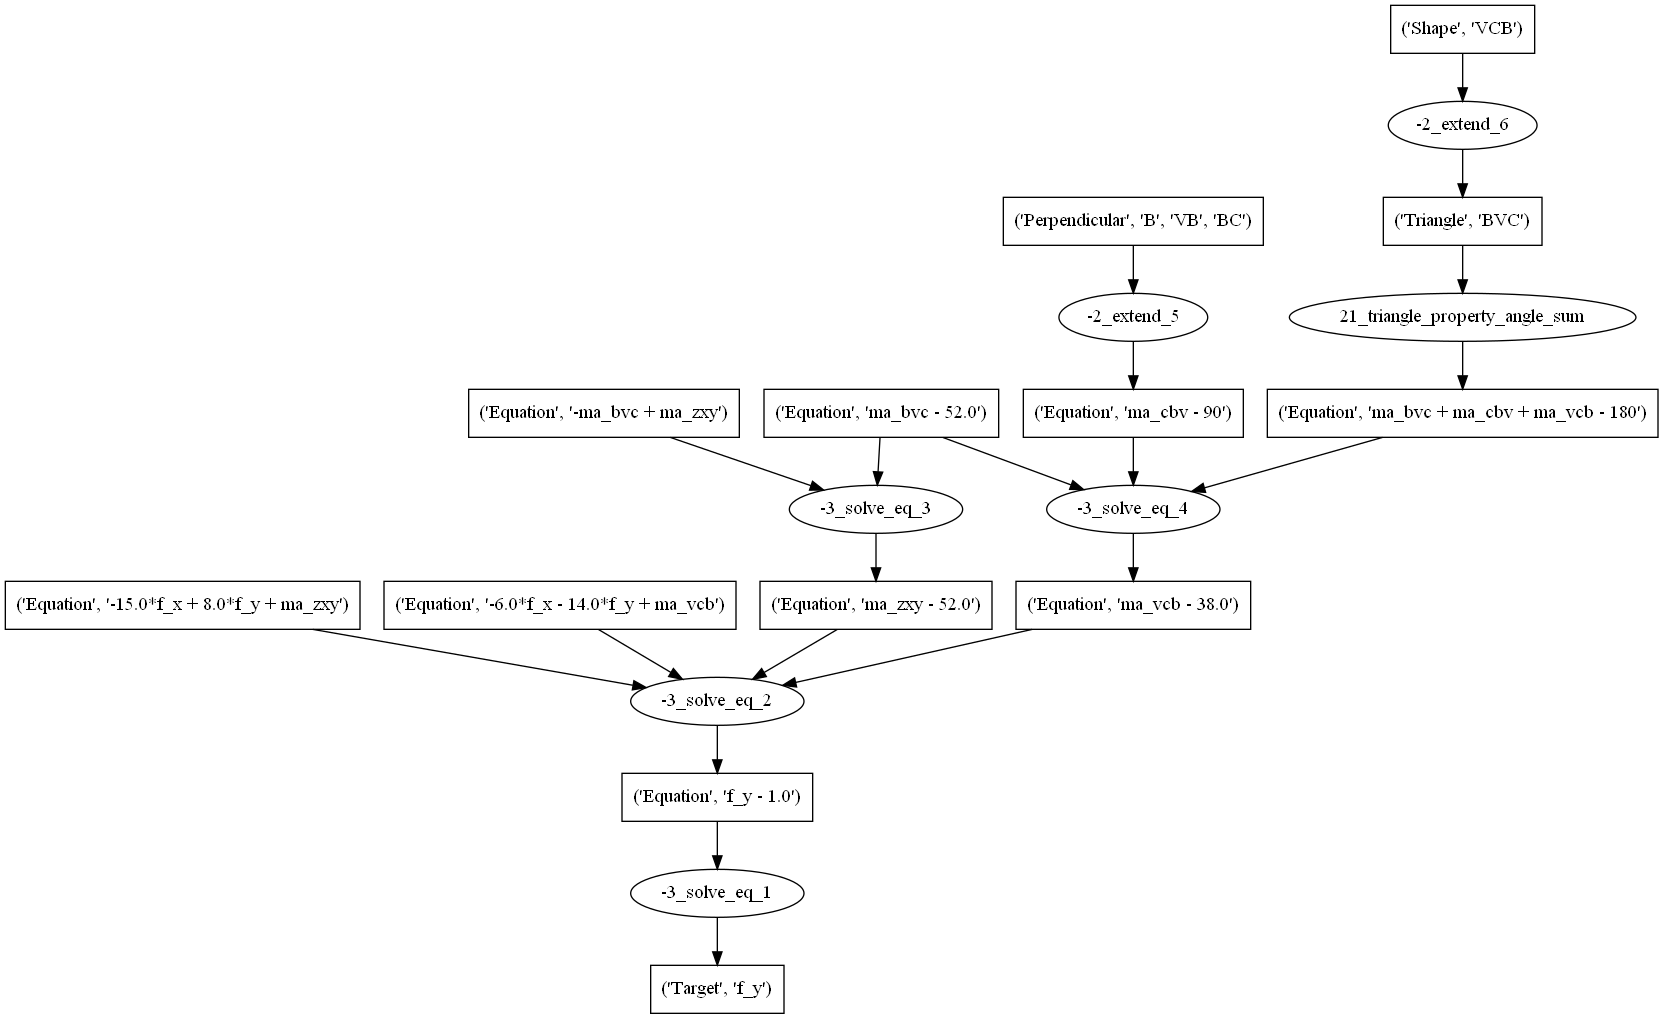 ('Shape', 'VCB')
-2_extend_6
('Perpendicular', 'B', 'VB', 'BC')
('Triangle', 'BVC')
-2_extend_5
21_triangle_property_angle_sum
('Equation', '-ma_bvc + ma_zxy')
('Equation', 'ma_bvc - 52.0')
('Equation', 'ma_cbv - 90')
('Equation', 'ma_bvc + ma_cbv + ma_vcb - 180')
-3_solve_eq_3
-3_solve_eq_4
('Equation', '-15.0*f_x + 8.0*f_y + ma_zxy')
('Equation', '-6.0*f_x - 14.0*f_y + ma_vcb')
('Equation', 'ma_zxy - 52.0')
('Equation', 'ma_vcb - 38.0')
-3_solve_eq_2
('Equation', 'f_y - 1.0')
-3_solve_eq_1
('Target', 'f_y')